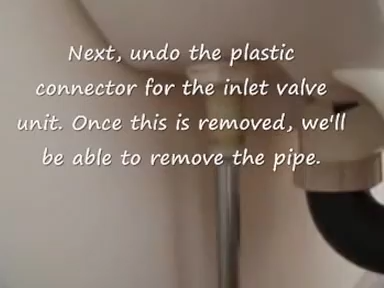 Next, undo the plastic
connector for the inlet valve
unit. Once this is removed, we'll
be able to remove the pipe.